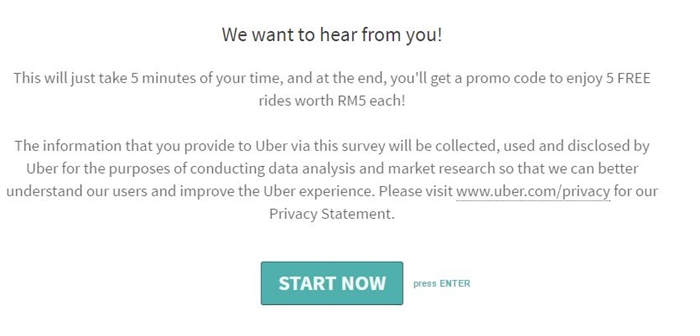 We want to hear from you!
This will just take 5 minutes of your time, and at the end, you'll get a promo code to enjoy 5 FREE
rides worth RM5 each!
The information that you provide to Uber via this survey will be collected, used and disclosed by
Uber for the purposes of conducting data analysis and market research so that we can better
understand our users and improve the Uber experience. Please visit www.uber.com/privacy for our
Privacy Statement.
START NOW press ENTER